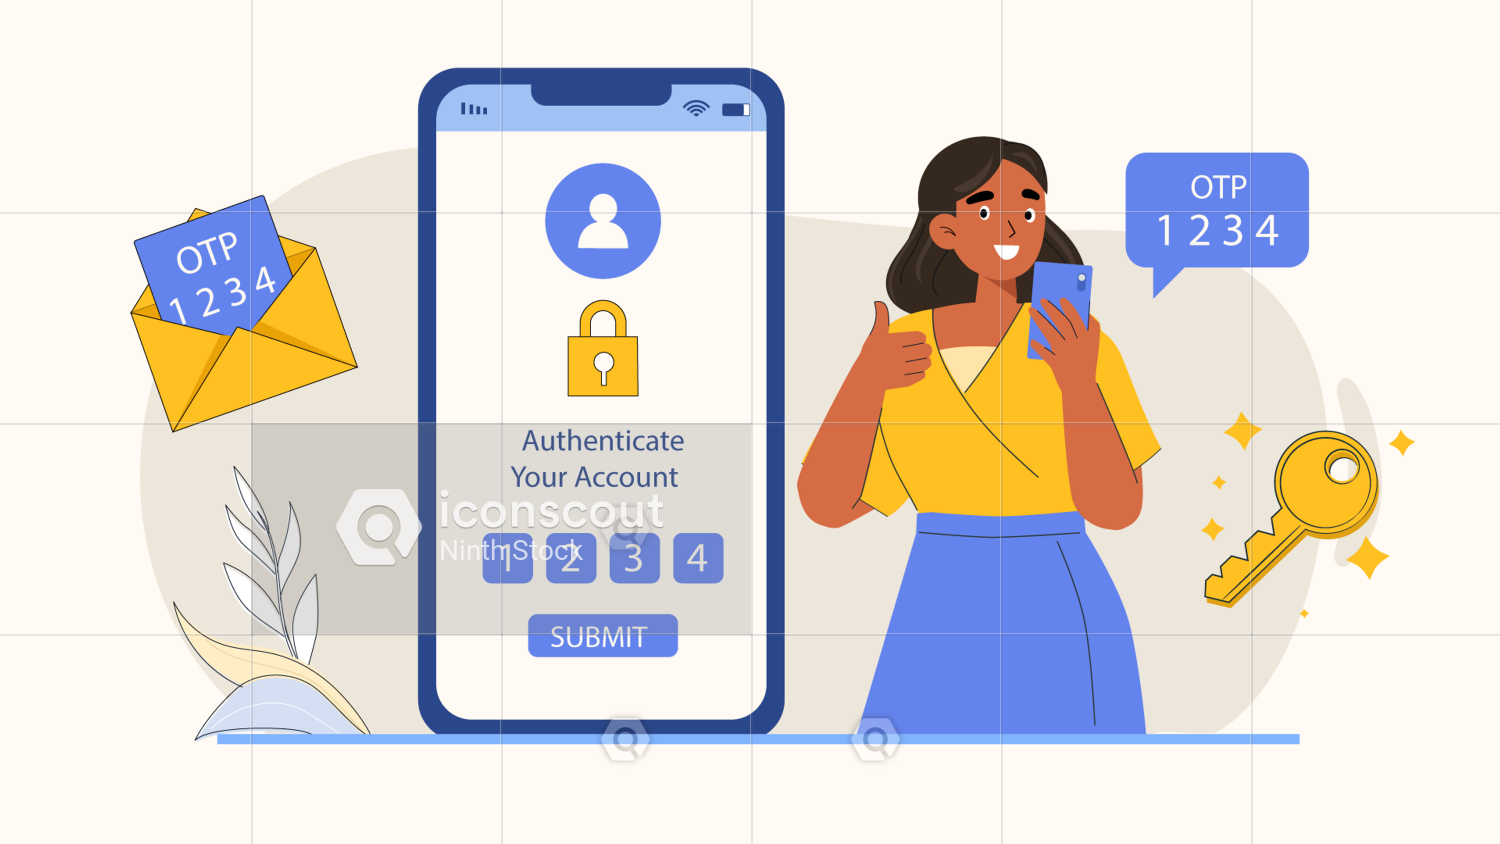 OTP
1 2 3 4
Authenticate
Your Account
iconscout
NinthStock
1 2 3 4
SUBMIT
OTP
1 2 3 4